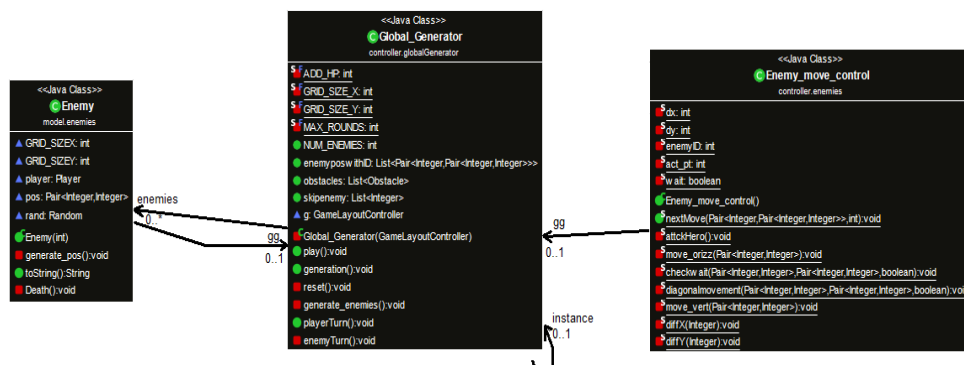 <<Java Class>>
Enemy
model.enemies
GRID_SIZEX: int
GRID_SIZEY: int
player: Player
pos: Pair<Integer,Integer>
rand: Random
Enemy(int)
generate_pos():void
toString():String
Death():void
enemies
0..*
gg
0..1
<<Java Class>>
Global_Generator
controller.globalGenerator
ADD_HP: int
GRID_SIZE_X: int
GRID_SIZE_Y: int
MAX_ROUNDS: int
NUM_ENEMIES: int
enemyposwithID: List<Pair<Integer,Pair<Integer,Integer>>>
obstacles: List<Obstacle>
skipenemy: List<Integer>
g: GameLayoutController
Global_Generator(GameLayoutController)
play():void
generation():void
reset():void
generate_enemies():void
playerTurn():void
enemyTurn():void
gg
0..1
instance
0..1
<<Java Class>>
Enemy_move_control
controller.enemies
dx: int
dy: int
enemyID: int
act_pt: int
wait: boolean
Enemy_move_control()
nextMove(Pair<Integer,Pair<Integer,Integer>>,int):void
attckHero():void
move_orizz(Pair<Integer,Integer>):void
checkwait(Pair<Integer,Integer>,Pair<Integer,Integer>,boolean):void
diagonalmovement(Pair<Integer,Integer>,Pair<Integer,Integer>,boolean):void
move_vert(Pair<Integer,Integer>):void
diffX(Integer):void
diffY(Integer):void